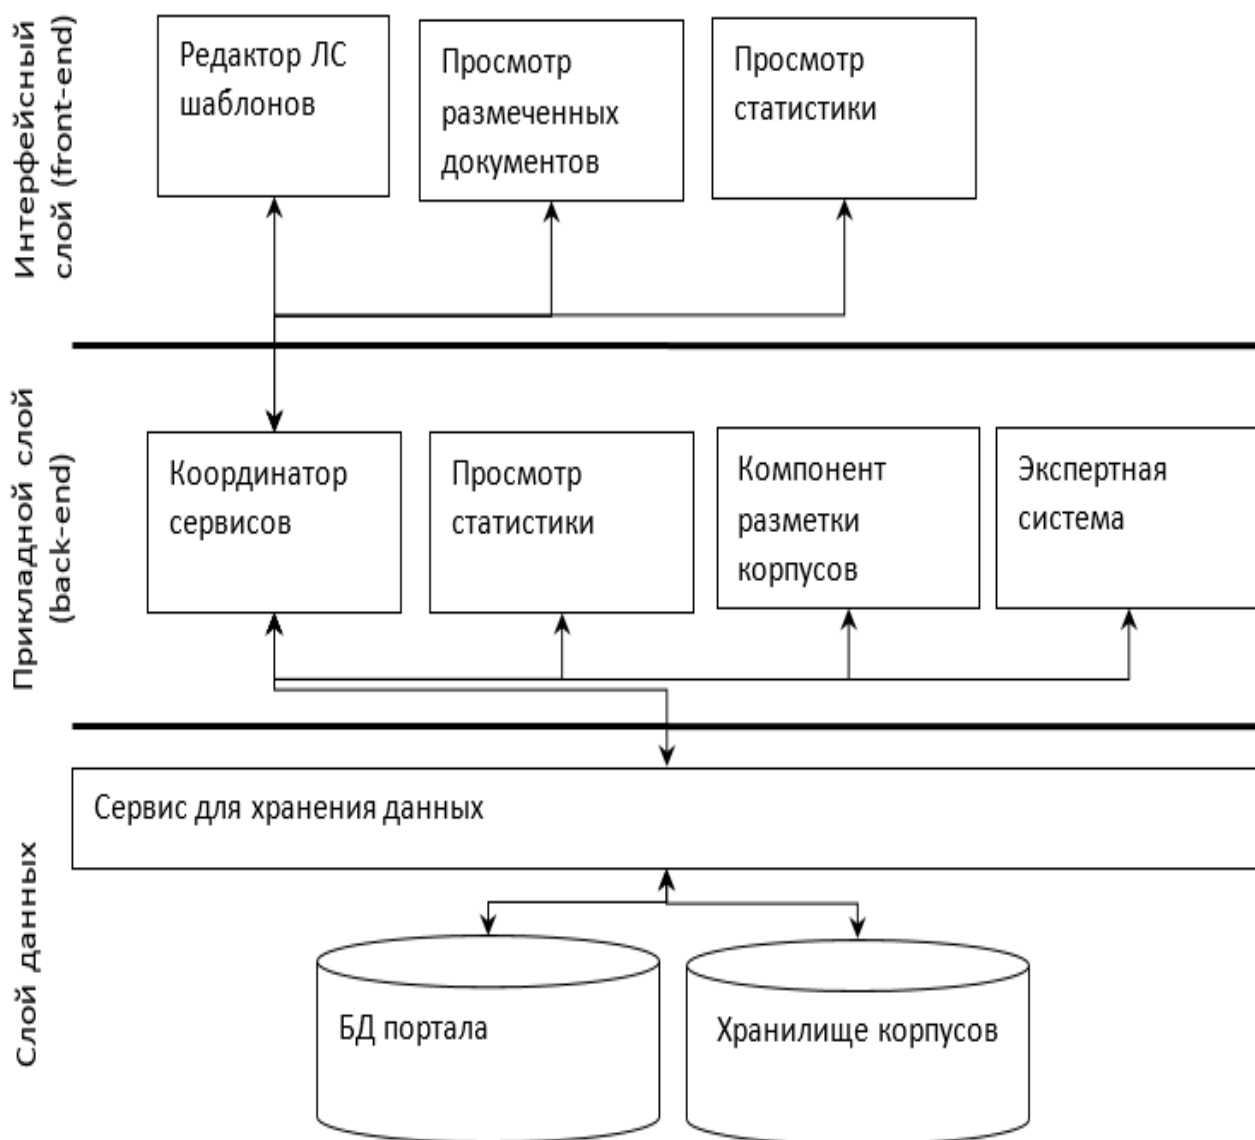 Интерфейсный
слой (front-end)
Редактор ЛС
шаблонов
Просмотр
размеченных
документов
Просмотр
статистики
Прикладной слой
(back-end)
Координатор
сервисов
Просмотр
статистики
Компонент
разметки
корпусов
Экспертная
система
Слой данных
Сервис для хранения данных
БД портала
Хранилище корпусов